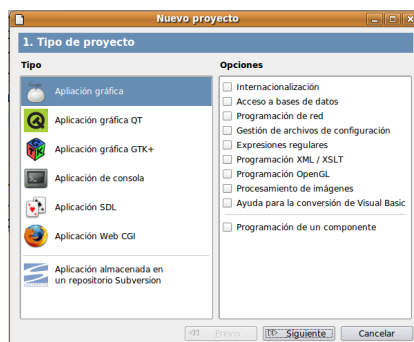 Nuevo proyecto
1. Tipo de proyecto
Tipo
Apliación gráfica
Aplicación gráfica QT
Aplicación gráfica GTK+
Aplicación de consola
Aplicación SDL
Aplicación Web CGI
Aplicación almacenada en
un repositorio Subversion
Opciones
Internacionalización
Acceso a bases de datos
Programación de red
Gestión de archivos de configuración
Expresiones regulares
Programación XML / XSLT
Programación OpenGL
Procesamiento de imágenes
Ayuda para la conversión de Visual Basic
Programación de un componente
Previo
Siguiente
Cancelar